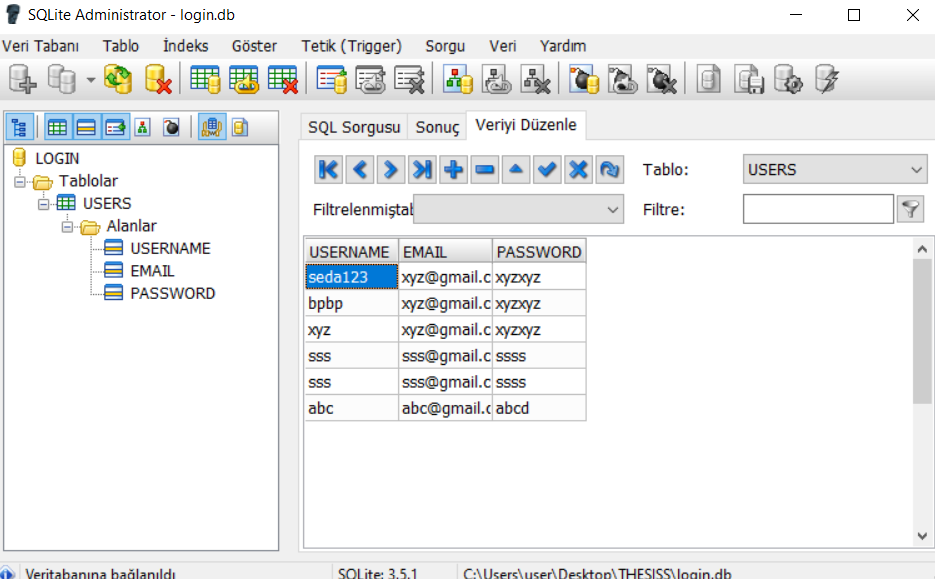 SQLite Administrator - login.db
Veri Tabanı Tablo İndeks Göster Tetik (Trigger) Sorgu Veri Yardım
SQL Sorgusu Sonuç Veriyi Düzenle
LOGIN
Tablolar
USERS
Alanlar
USERNAME
EMAIL
PASSWORD
Tablo: USERS
Filtrelenmiştab Filtre:
USERNAME EMAIL PASSWORD
seda123 xyz@gmail.c xyzxyz
bpbp xyz@gmail.c xyzxyz
xyz xyz@gmail.c xyzxyz
sss sss@gmail.c ssss
sss sss@gmail.c ssss
abc abc@gmail.c abcd
Veritabanına bağlanıldı SQLite: 3.5.1 C:\Users\user\Desktop\THESISS\login.db